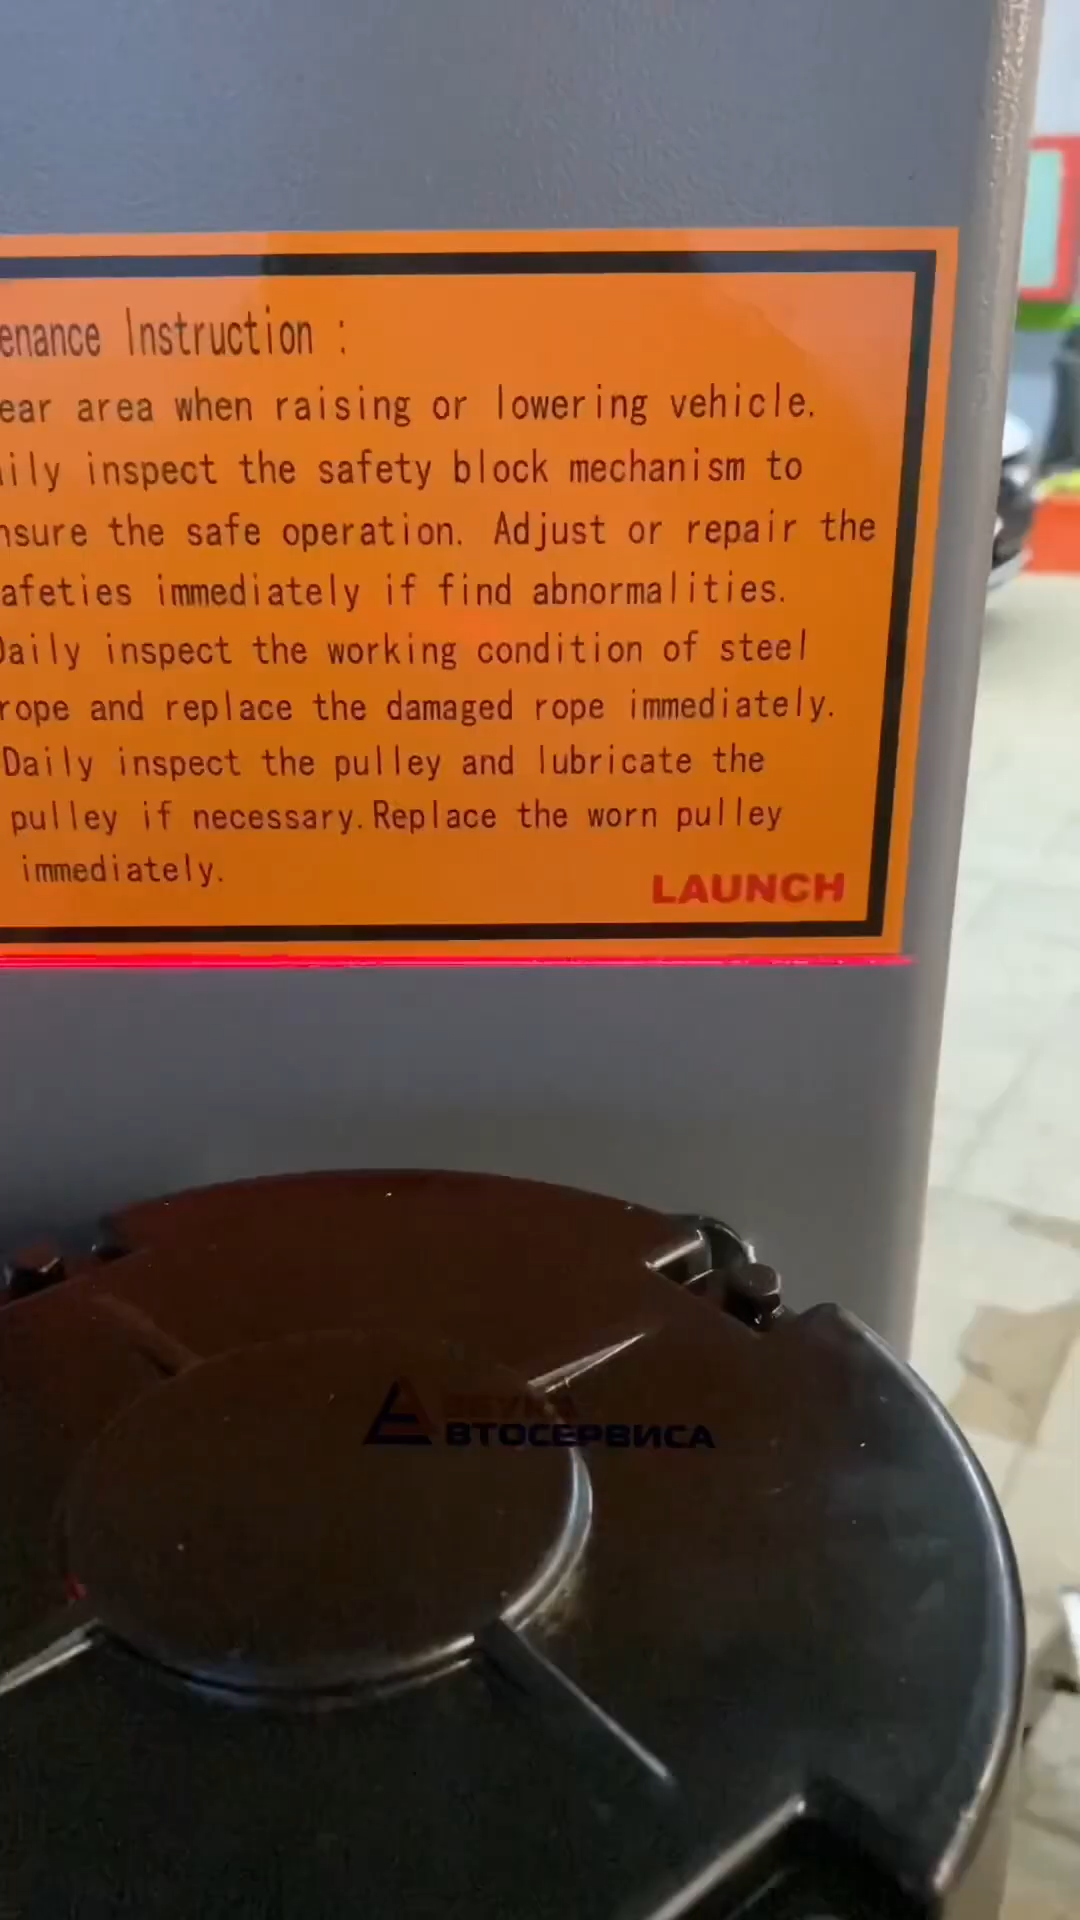 enance Instruction :
ear area when raising or lowering vehicle.
aily inspect the safety block mechanism to
nsure the safe operation. Adjust or repair the
afeties immediately if find abnormalities.
Daily inspect the working condition of steel
rope and replace the damaged rope immediately.
Daily inspect the pulley and lubricate the
pulley if necessary.Replace the worn pulley
immediately.
LAUNCH
ВТОСЕРВИСА